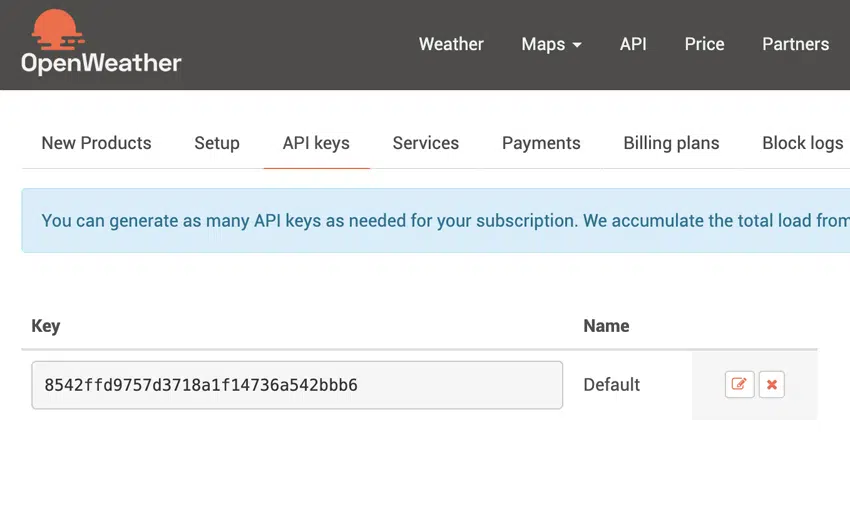 OpenWeather
Weather Maps API Price Partners
New Products Setup API keys Services Payments Billing plans Block logs
You can generate as many API keys as needed for your subscription. We accumulate the total load from
Key Name
8542ffd9757d3718a1f14736a542bbb6 Default